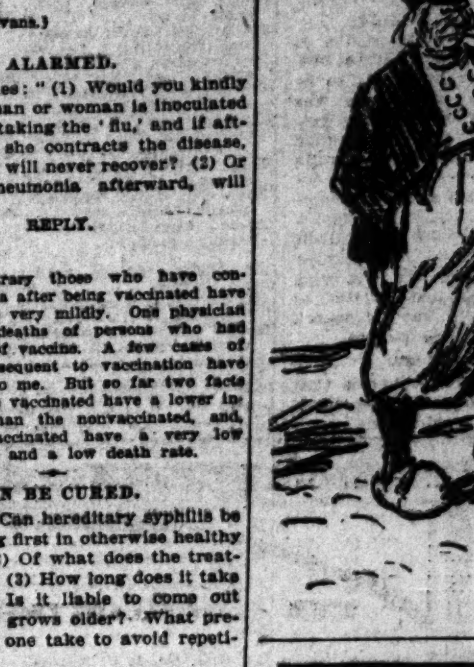 vans.]
ALARMED.
es: " (1) Would you kindly
man or woman is inoculated
taking the ' flu,' and if aft-
she contracts the disease,
will never recover? (2) Or
neumonia afterward, will
REPLY.
rary those who have con-
a after being vaccinated have
very mildly. One physician
deaths of persons who had
of vaccine. A few cases of
sequent to vaccination have
o me. But so far two facts
vaccinated have a lower in-
han the nonvaccinated, and,
accinated have a very low
and a low death rate.
N BE CURED.
Can hereditary syphilis be
g first in otherwise healthy
) Of what does the treat-
(3) How long does it take
Is it liable to come out
grows older? What pre-
one take to avoid repeti-